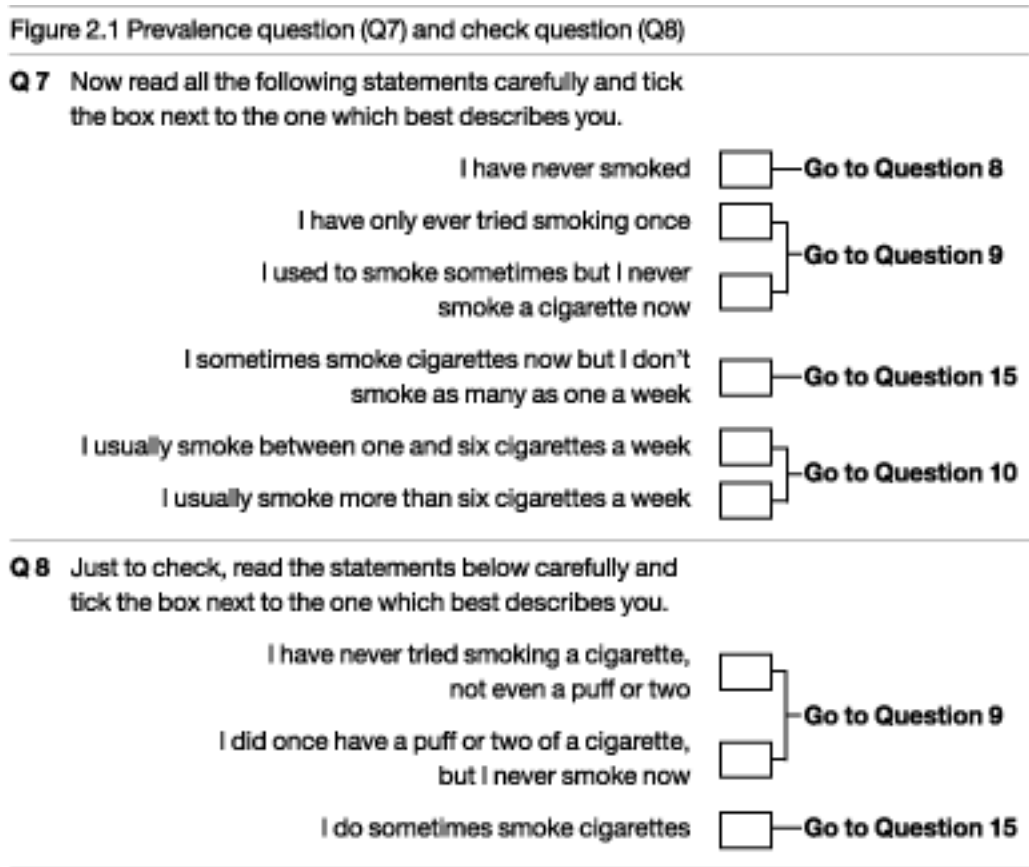 Figure 2.1 Prevalence question (Q7) and check question (Q8)
Q 7 Now read all the following statements carefully and tick
the box next to the one which best describes you.
I have never smoked Go to Question 8
I have only ever tried smoking once
Go to Question 9
I used to smoke sometimes but I never
smoke a cigarette now
I sometimes smoke cigarettes now but I don't
Go to Question 15
smoke as many as one a week
I usually smoke between one and six cigarettes a week
Go to Question 10
I usually smoke more than six cigarettes a week
Q 8 Just to check, read the statements below carefully and
tick the box next to the one which best describes you.
I have never tried smoking a cigarette,
not even a puff or two
Go to Question 9
I did once have a puff or two of a cigarette,
but I never smoke now
I do sometimes smoke cigarettes Go to Question 15